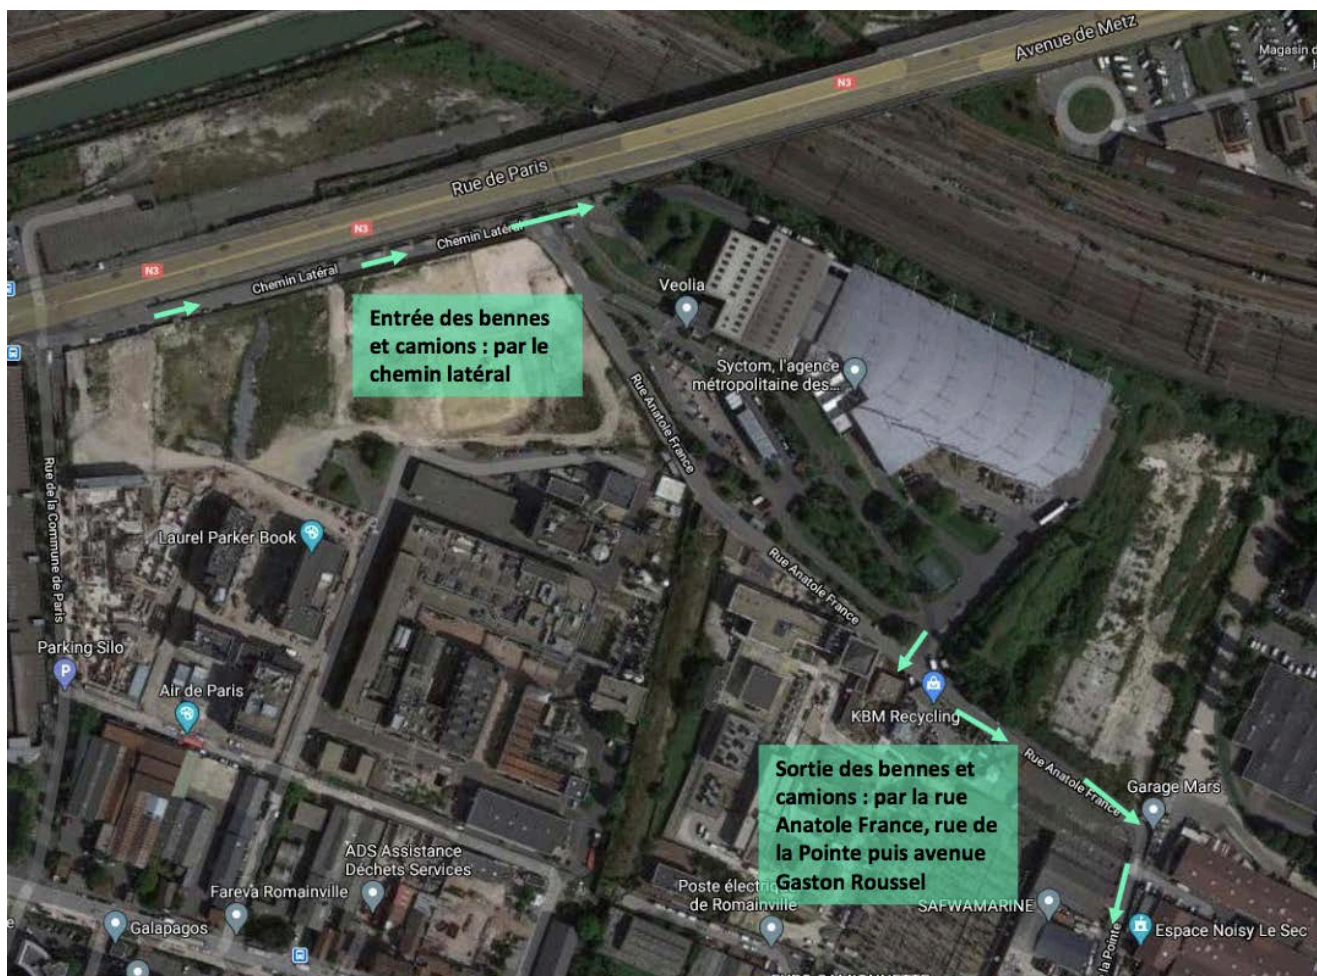 Avenue de Metz
Magasin d
N3
Rue de Paris
N3
Chemin Latéral
Chemin Latéral
N3
Entrée des bennes
et camions : par le
chemin latéral
Veolia
Syctom, l'agence
métropolitaine des...
Rue Anatole France
Rue de la Commune de Paris
Laurel Parker Book
Rue Anatole France
Parking Silo
P
Air de Paris
KBM Recycling
Sortie des bennes et
camions : par la rue
Anatole France, rue de
la Pointe puis avenue
Gaston Roussel
Rue Anatole France
Garage Mars
ADS Assistance
Déchets Services
Fareva Romainville
Poste électrique
de Romainville
SAFWAMARINE
Galapagos
Espace Noisy Le Sec
la Pointe